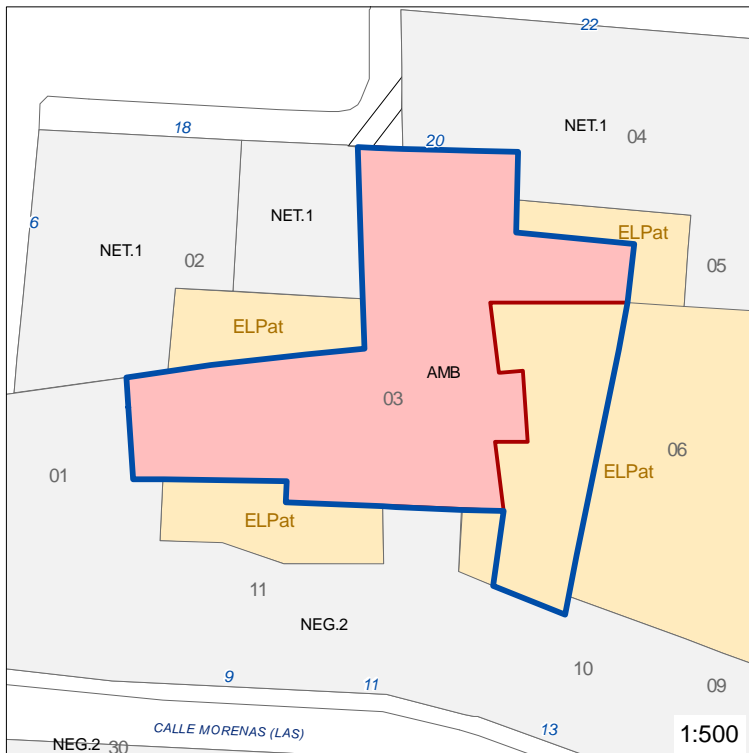 22
18
20
NET.1
04
NET.1
6
NET.1
ELPat
02
05
ELPat
AMB
03
01
06
ELPat
ELPat
11
NEG.2
10
9
11
09
CALLE MORENAS (LAS)
13
1:500
NEG.2
30